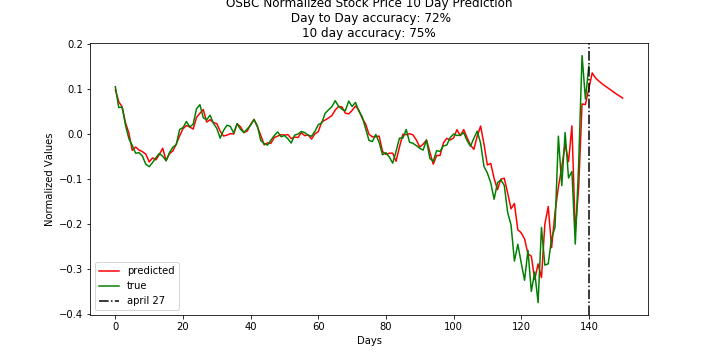 OSBC Normalized Stock Price 10 Day Prediction
Day to Day accuracy: 72%
10 day accuracy: 75%
0.2
0.1
0.0
−0.1
−0.2
−0.3
−0.4
Normalized Values
predicted
true
april 27
0 20 40 60 80 100 120 140
Days